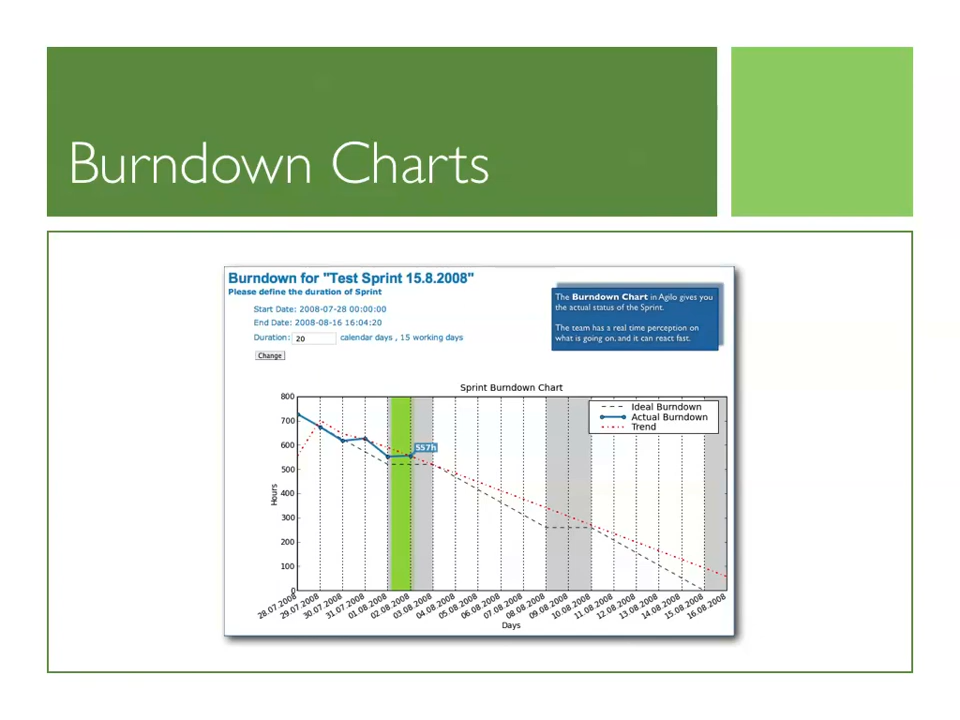 Burndown Charts
Burndown for "Test Sprint 15.8.2008"
Please define the duration of Sprint
Start Date: 2008-07-28 00:00:00
End Date: 2008-08-16 16:04:20
Duration: 20 calendar days , 15 working days
Change
The Burndown Chart in Agilo gives you
the actual status of the Sprint.
The team has a real time perception on
what is going on, and it can react fast.
Sprint Burndown Chart
Ideal Burndown
Actual Burndown
Trend
557h
Hours
800
700
600
500
400
300
200
100
0
28.07.2008
29.07.2008
30.07.2008
31.07.2008
01.08.2008
02.08.2008
03.08.2008
04.08.2008
05.08.2008
06.08.2008
07.08.2008
08.08.2008
09.08.2008
10.08.2008
11.08.2008
12.08.2008
13.08.2008
14.08.2008
15.08.2008
16.08.2008
Days